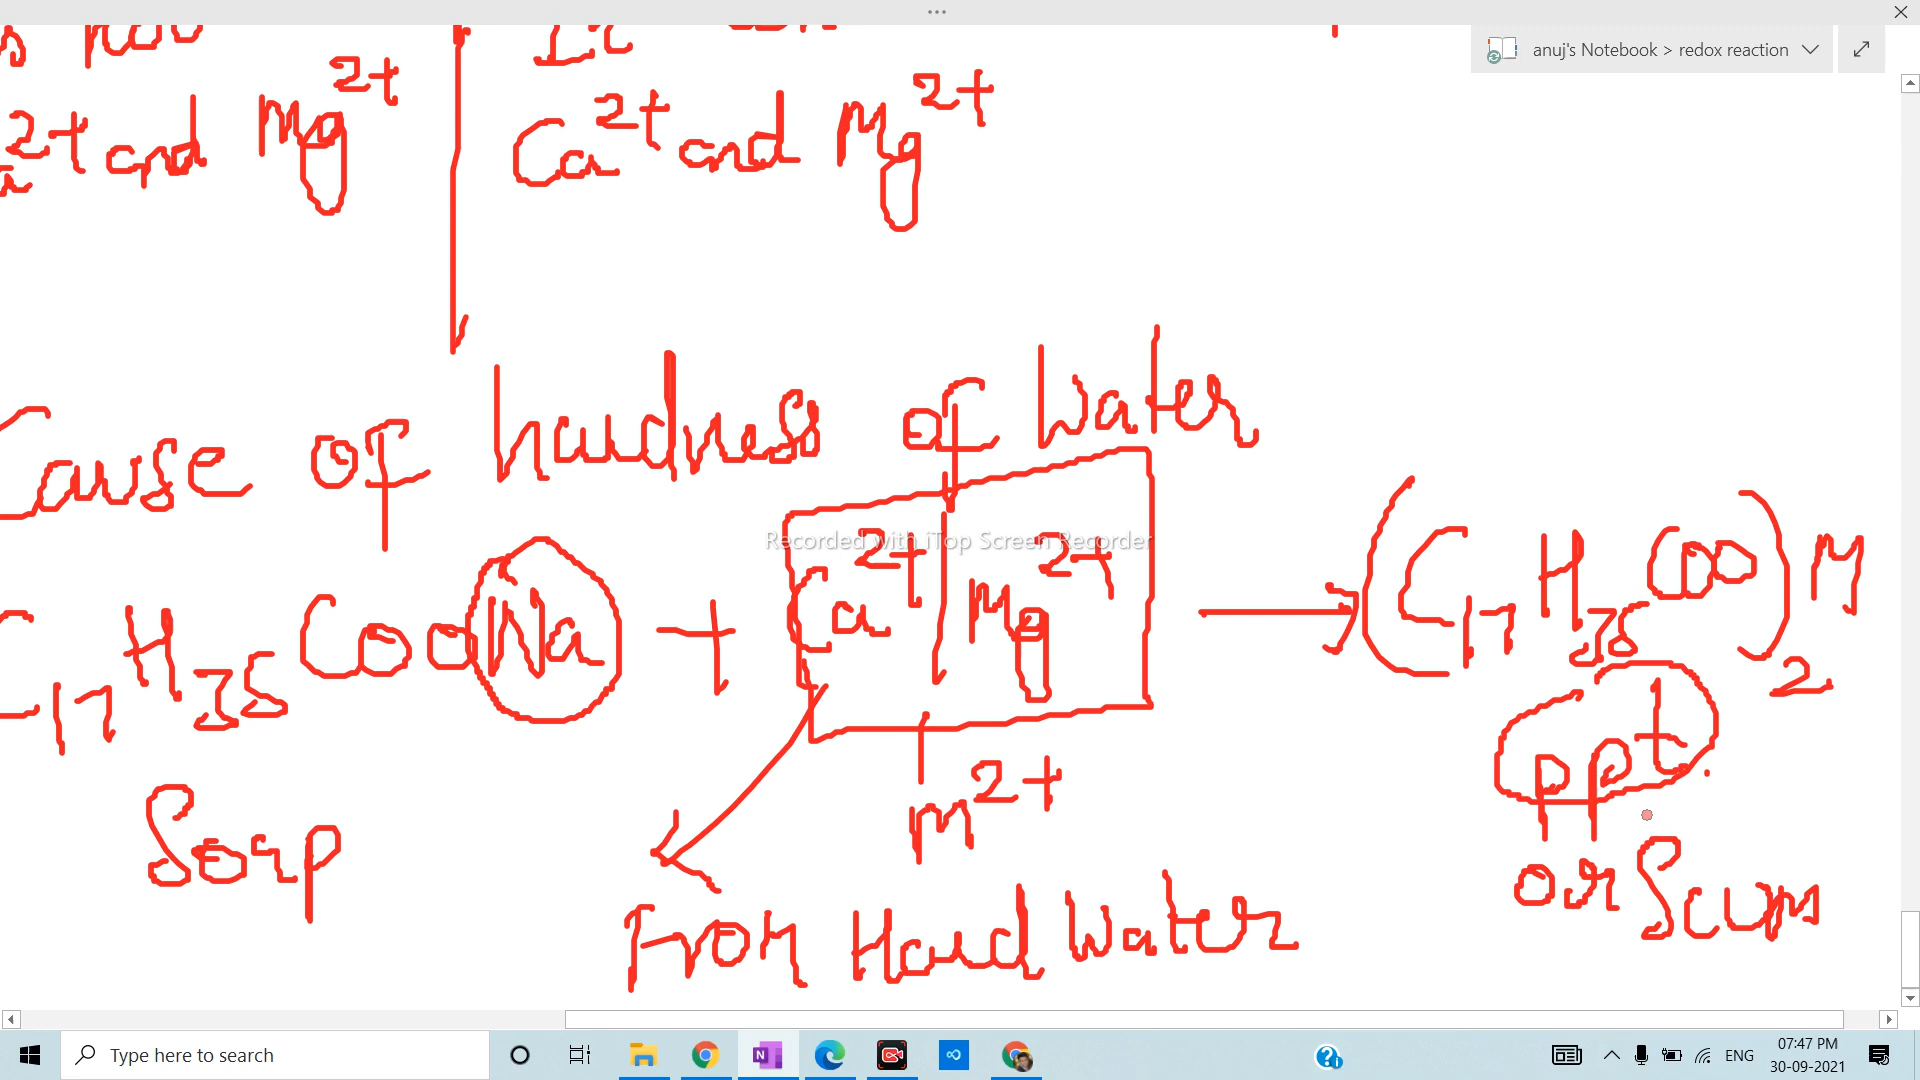 anuj's Notebook > redox reaction
Ca²⁺ and Mg²⁺
Ca²⁺ and Mg²⁺
Cause of hardness of Water
Recorded with iTop Screen Recorder
C₁₇H₃₅COONa + Ca²⁺ | Mg²⁺ → (C₁₇H₃₅COO)₂M
ppt.
M²⁺
Soap
or Scum
From Hard Water
Type here to search
ENG
07:47 PM
30-09-2021